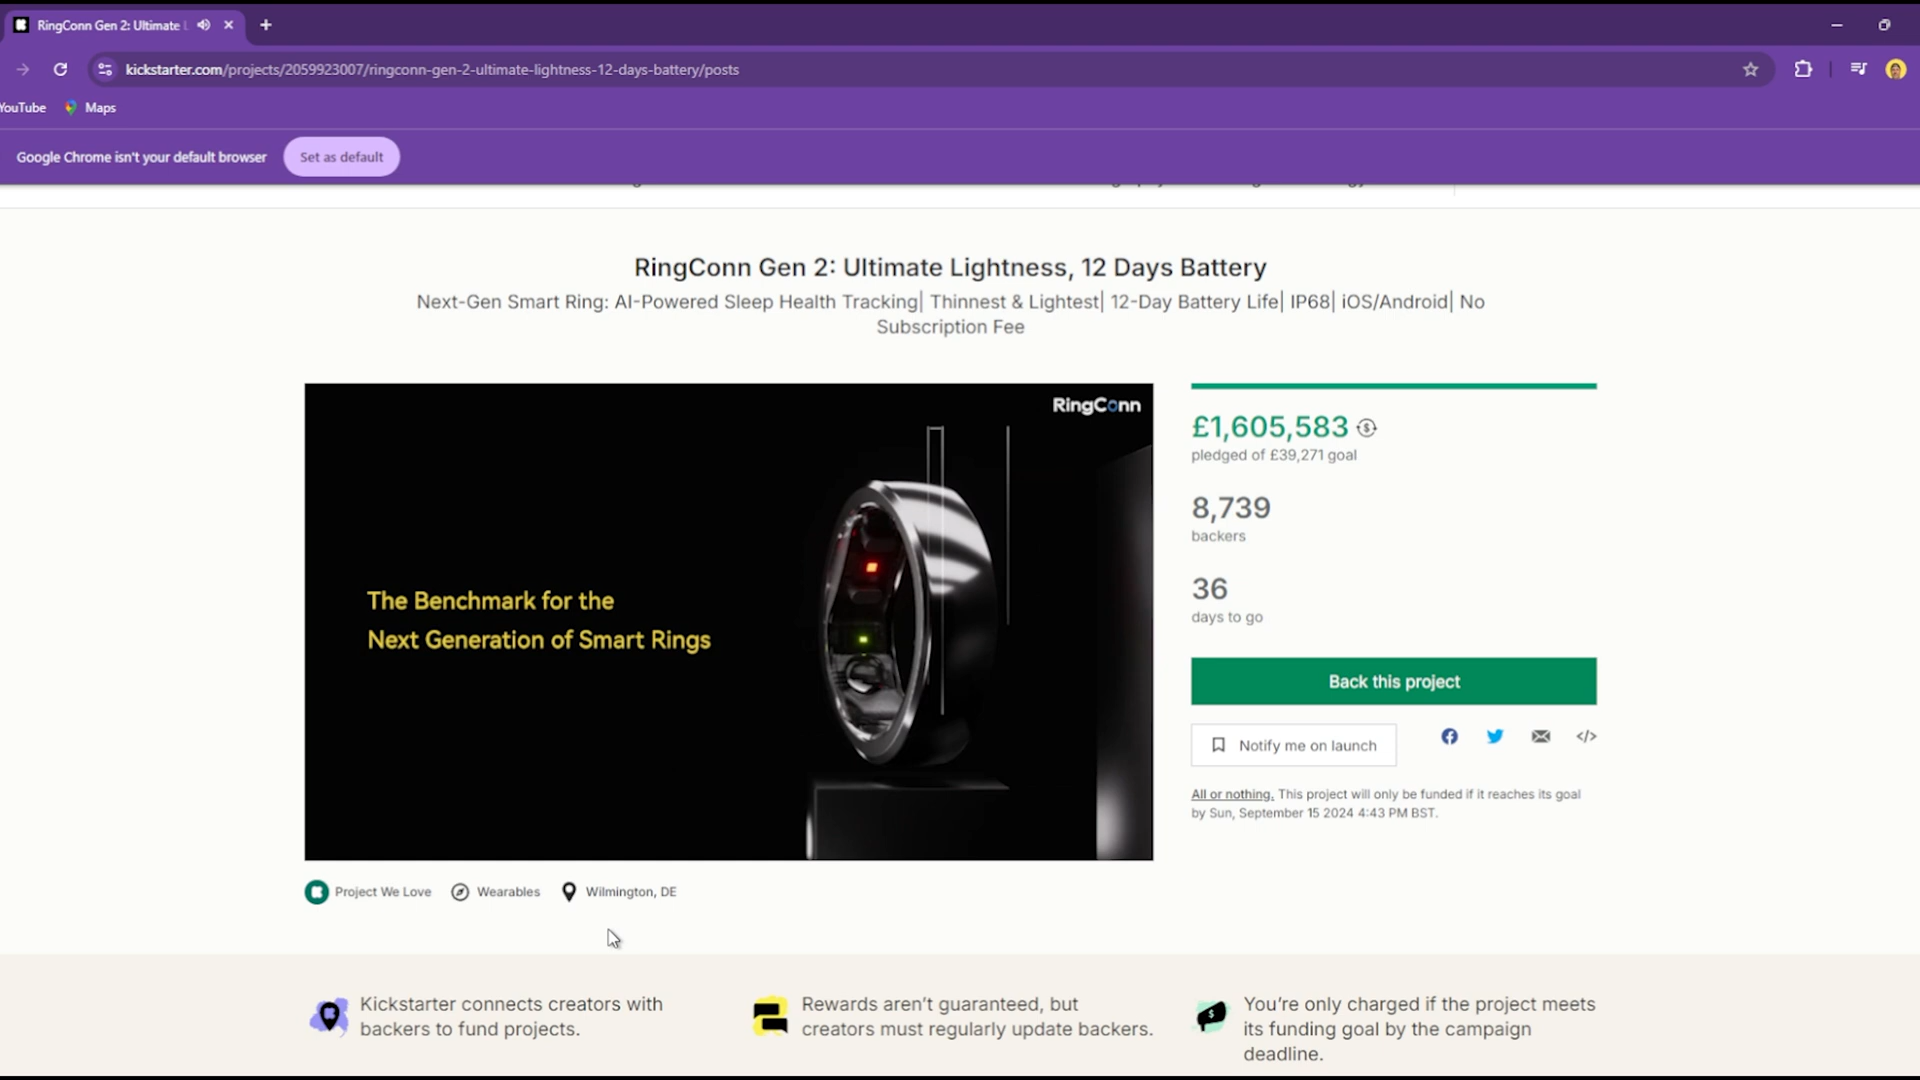 RingConn Gen 2: Ultimate L
kickstarter.com/projects/2059923007/ringconn-gen-2-ultimate-lightness-12-days-battery/posts
YouTube
Maps
Google Chrome isn't your default browser
Set as default
RingConn Gen 2: Ultimate Lightness, 12 Days Battery
Next-Gen Smart Ring: AI-Powered Sleep Health Tracking| Thinnest & Lightest| 12-Day Battery Life| IP68| iOS/Android| No
Subscription Fee
RingConn
The Benchmark for the
Next Generation of Smart Rings
£1,605,583
pledged of £39,271 goal
8,739
backers
36
days to go
Back this project
Notify me on launch
</>
All or nothing. This project will only be funded if it reaches its goal
by Sun, September 15 2024 4:43 PM BST.
Project We Love
Wearables
Wilmington, DE
Kickstarter connects creators with
backers to fund projects.
Rewards aren't guaranteed, but
creators must regularly update backers.
You're only charged if the project meets
its funding goal by the campaign
deadline.